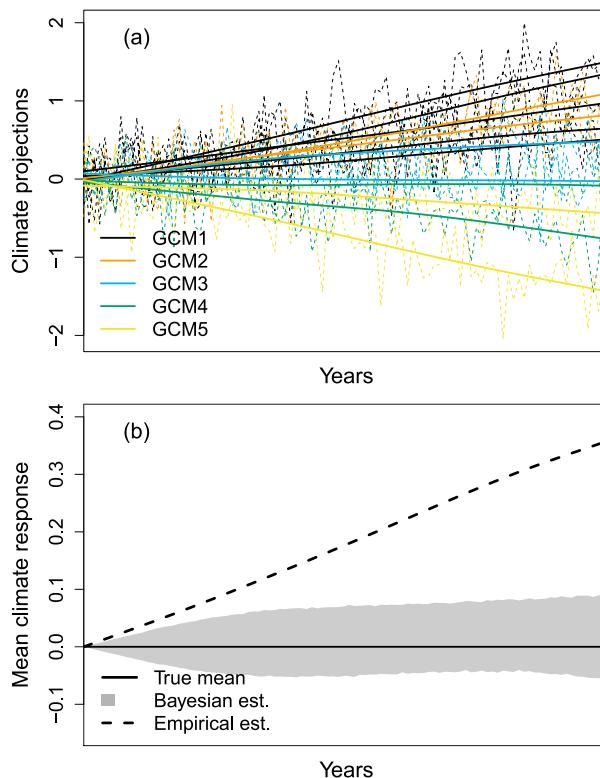 (a)
Climate projections
2
1
0
−1
−2
GCM1
GCM2
GCM3
GCM4
GCM5
Years
(b)
Mean climate response
0.4
0.3
0.2
0.1
0.0
−0.1
True mean
Bayesian est.
Empirical est.
Years